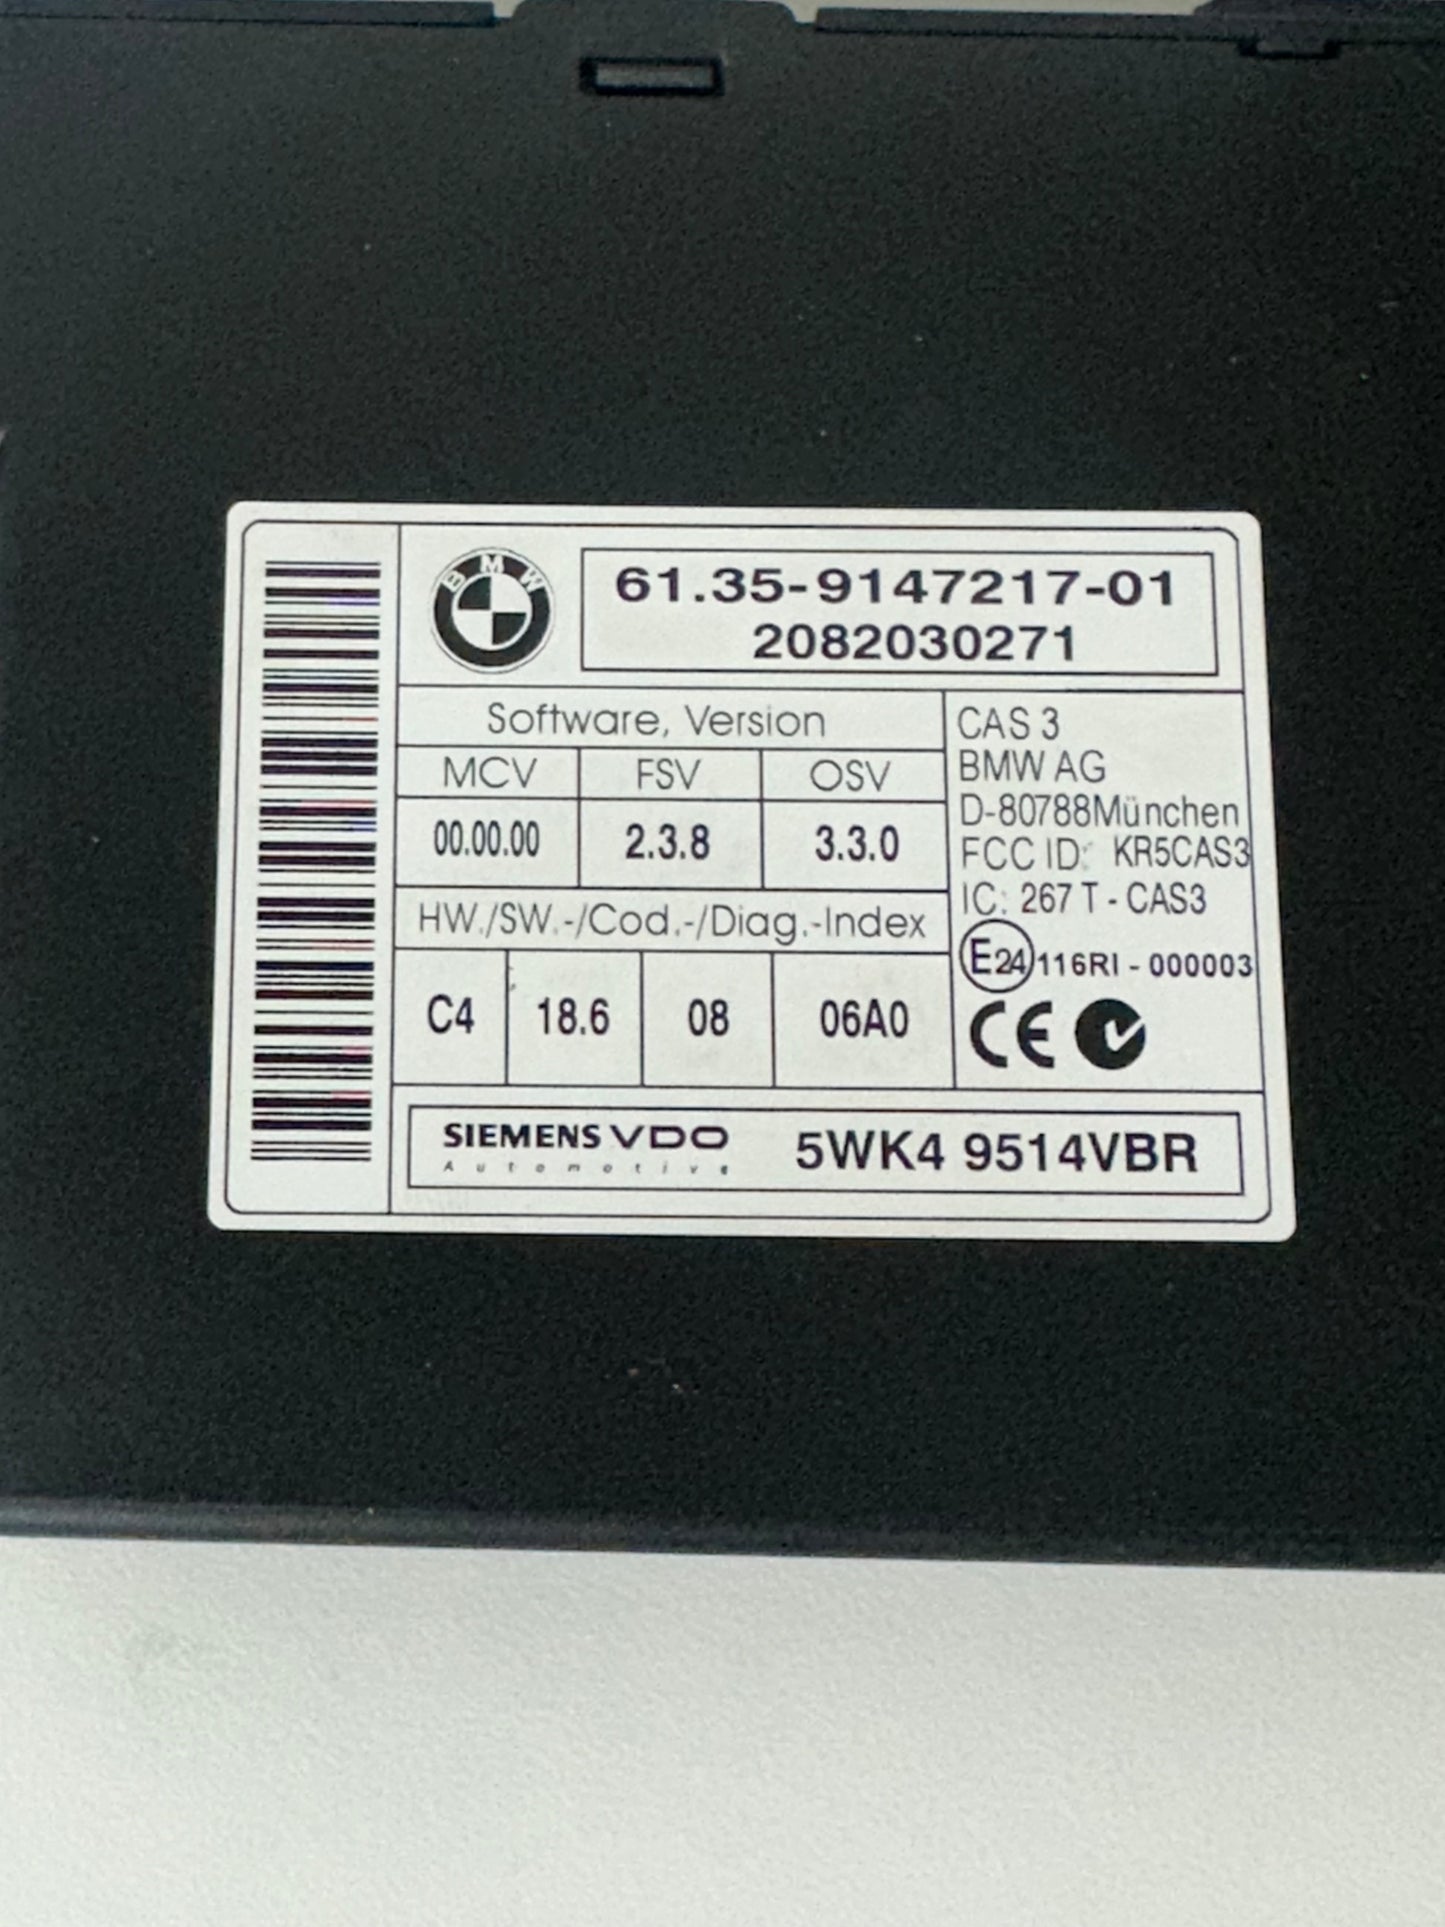 BMW
61.35-9147217-01
2082030271
Software, Version
MCV FSV OSV
00.00.00 2.3.8 3.3.0
HW./SW.-/Cod.-/Diag.-Index
C4 18.6 08 06A0
CAS 3
BMW AG
D-80788München
FCC ID: KR5CAS3
IC: 267 T - CAS3
E24 116RI - 000003
CE
SIEMENS VDO
Automotive
5WK4 9514VBR